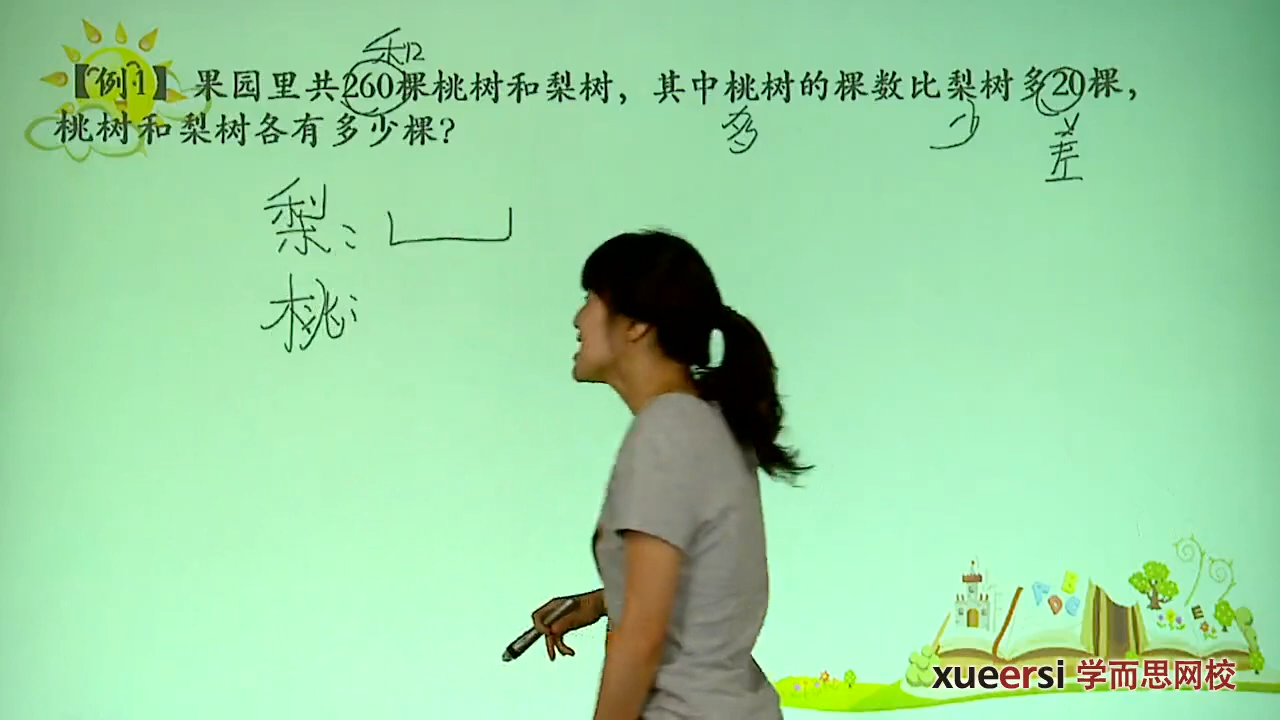 和
【例1】 果园里共260棵桃树和梨树，其中桃树的棵数比梨树多20棵，
桃树和梨树各有多少棵？
多 少 差
梨：
桃：
A B D G E
xueersi 学而思网校